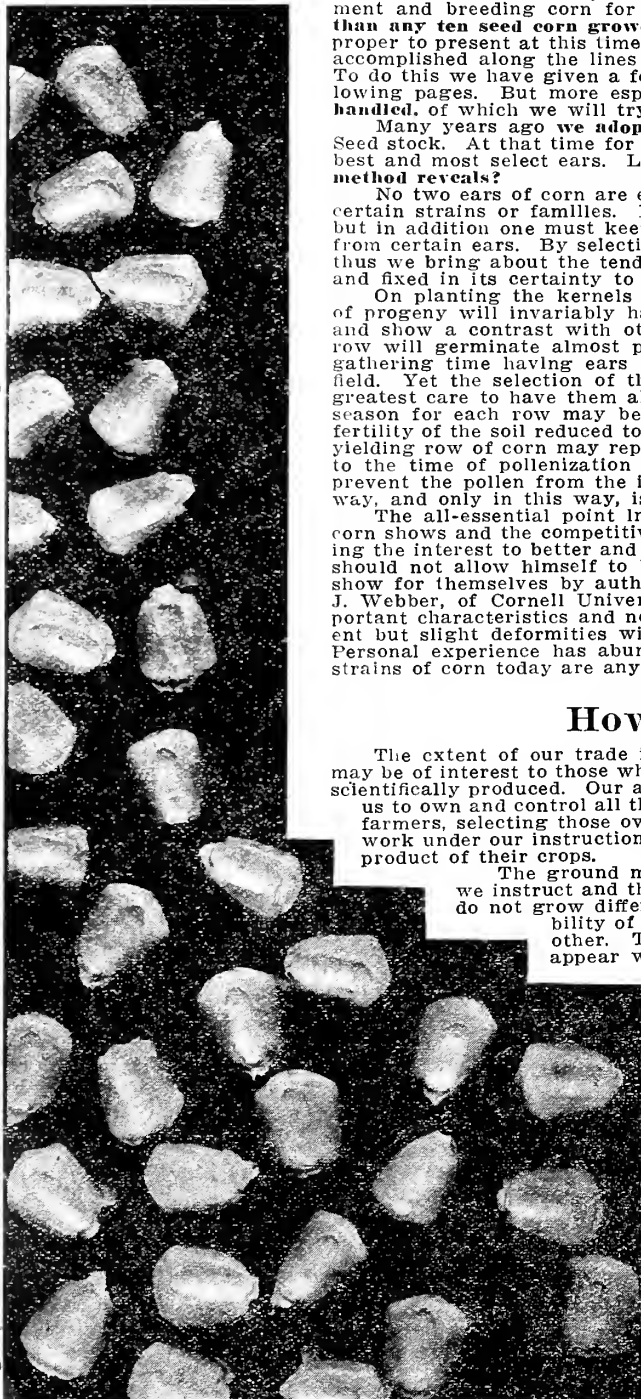 ment and breeding corn for
than any ten seed corn grow
proper to present at this time
accomplished along the lines
To do this we have given a f
lowing pages. But more esp
handled, of which we will try
Many years ago we adop
Seed stock. At that time for
best and most select ears. L
method reveals?
No two ears of corn are e
certain strains or families.
but in addition one must kee
from certain ears. By selecti
thus we bring about the tend
and fixed in its certainty to
On planting the kernels
of progeny will invariably ha
and show a contrast with ot
row will germinate almost p
gathering time having ears
field. Yet the selection of th
greatest care to have them a
season for each row may be
fertility of the soil reduced to
yielding row of corn may rep
to the time of pollenization
prevent the pollen from the i
way, and only in this way, is
The all-essential point in
corn shows and the competitiv
ing the interest to better and
should not allow himself to
show for themselves by auth
J. Webber, of Cornell Univer
portant characteristics and n
ent but slight deformities wi
Personal experience has abun
strains of corn today are any
How
The extent of our trade i
may be of interest to those wh
scientifically produced. Our a
us to own and control all th
farmers, selecting those ov
work under our instruction
product of their crops.
The ground m
we instruct and th
do not grow diffe
bility of
other. T
appear w